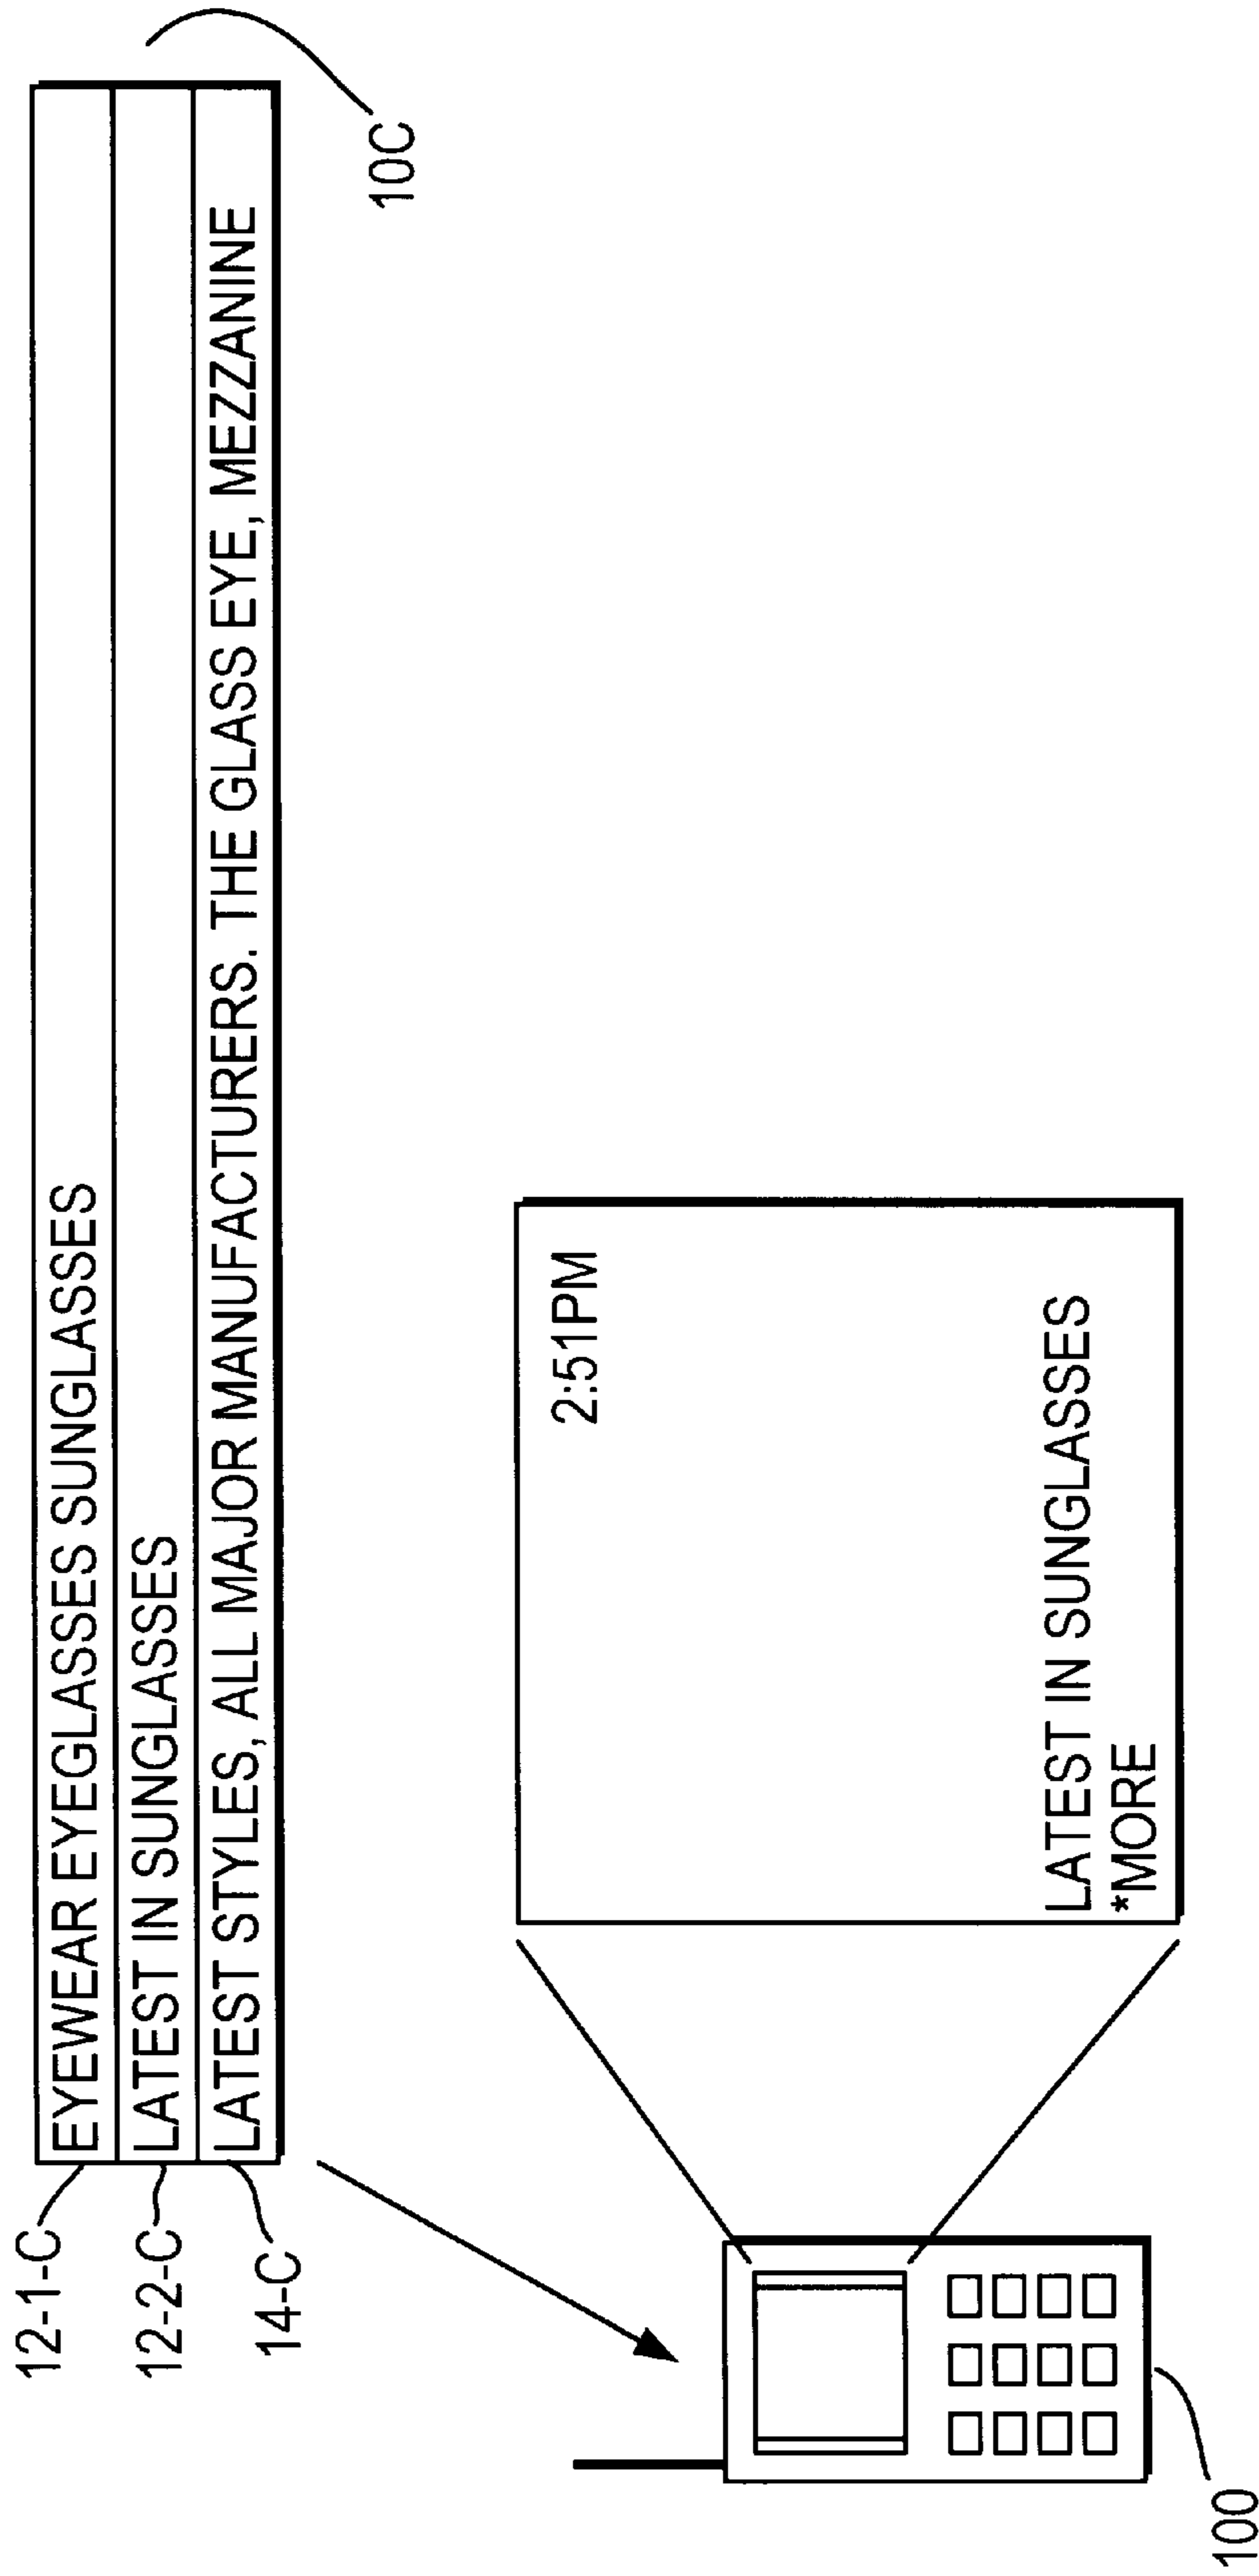 12-1-C
EYEWEAR EYEGLASSES SUNGLASSES
12-2-C
LATEST IN SUNGLASSES
14-C
LATEST STYLES, ALL MAJOR MANUFACTURERS. THE GLASS EYE, MEZZANINE
10C
2:51PM
LATEST IN SUNGLASSES
*MORE
100